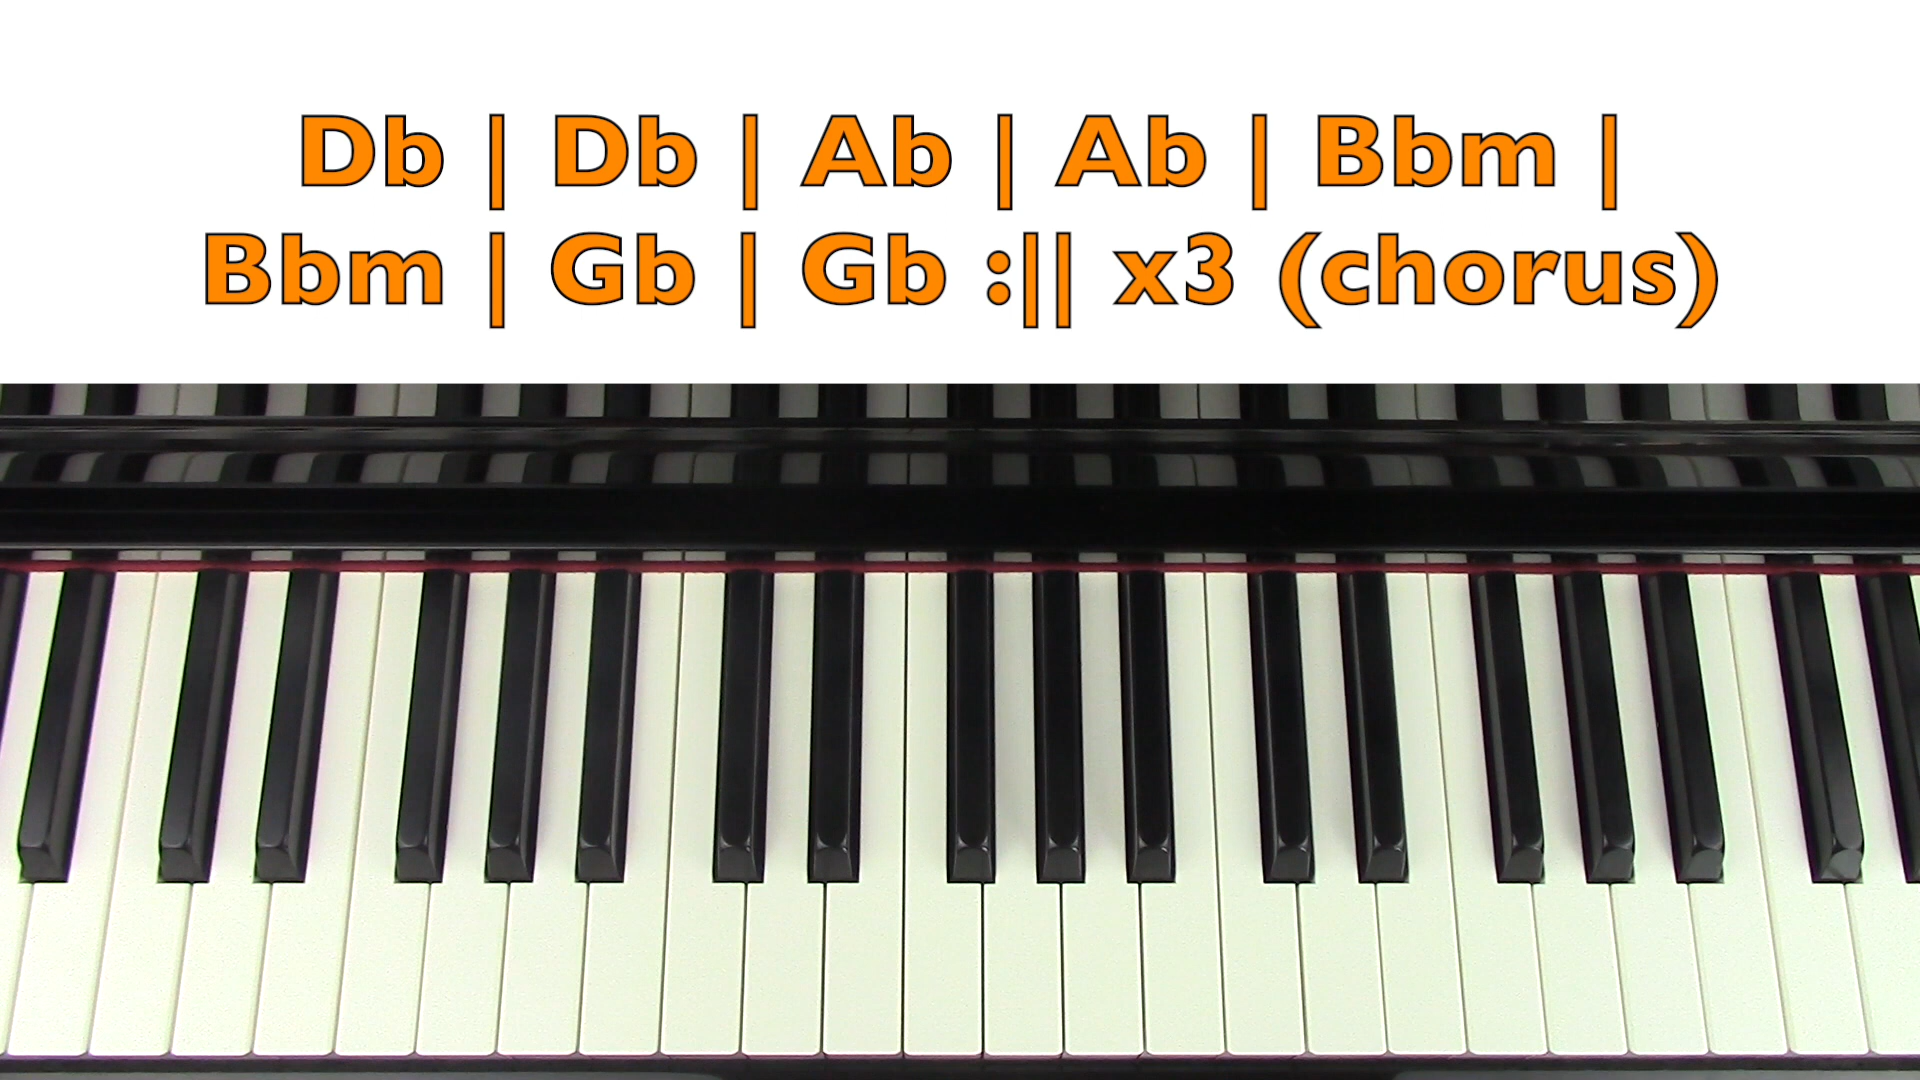 Db | Db | Ab | Ab | Bbm |
Bbm | Gb | Gb :|| x3 (chorus)